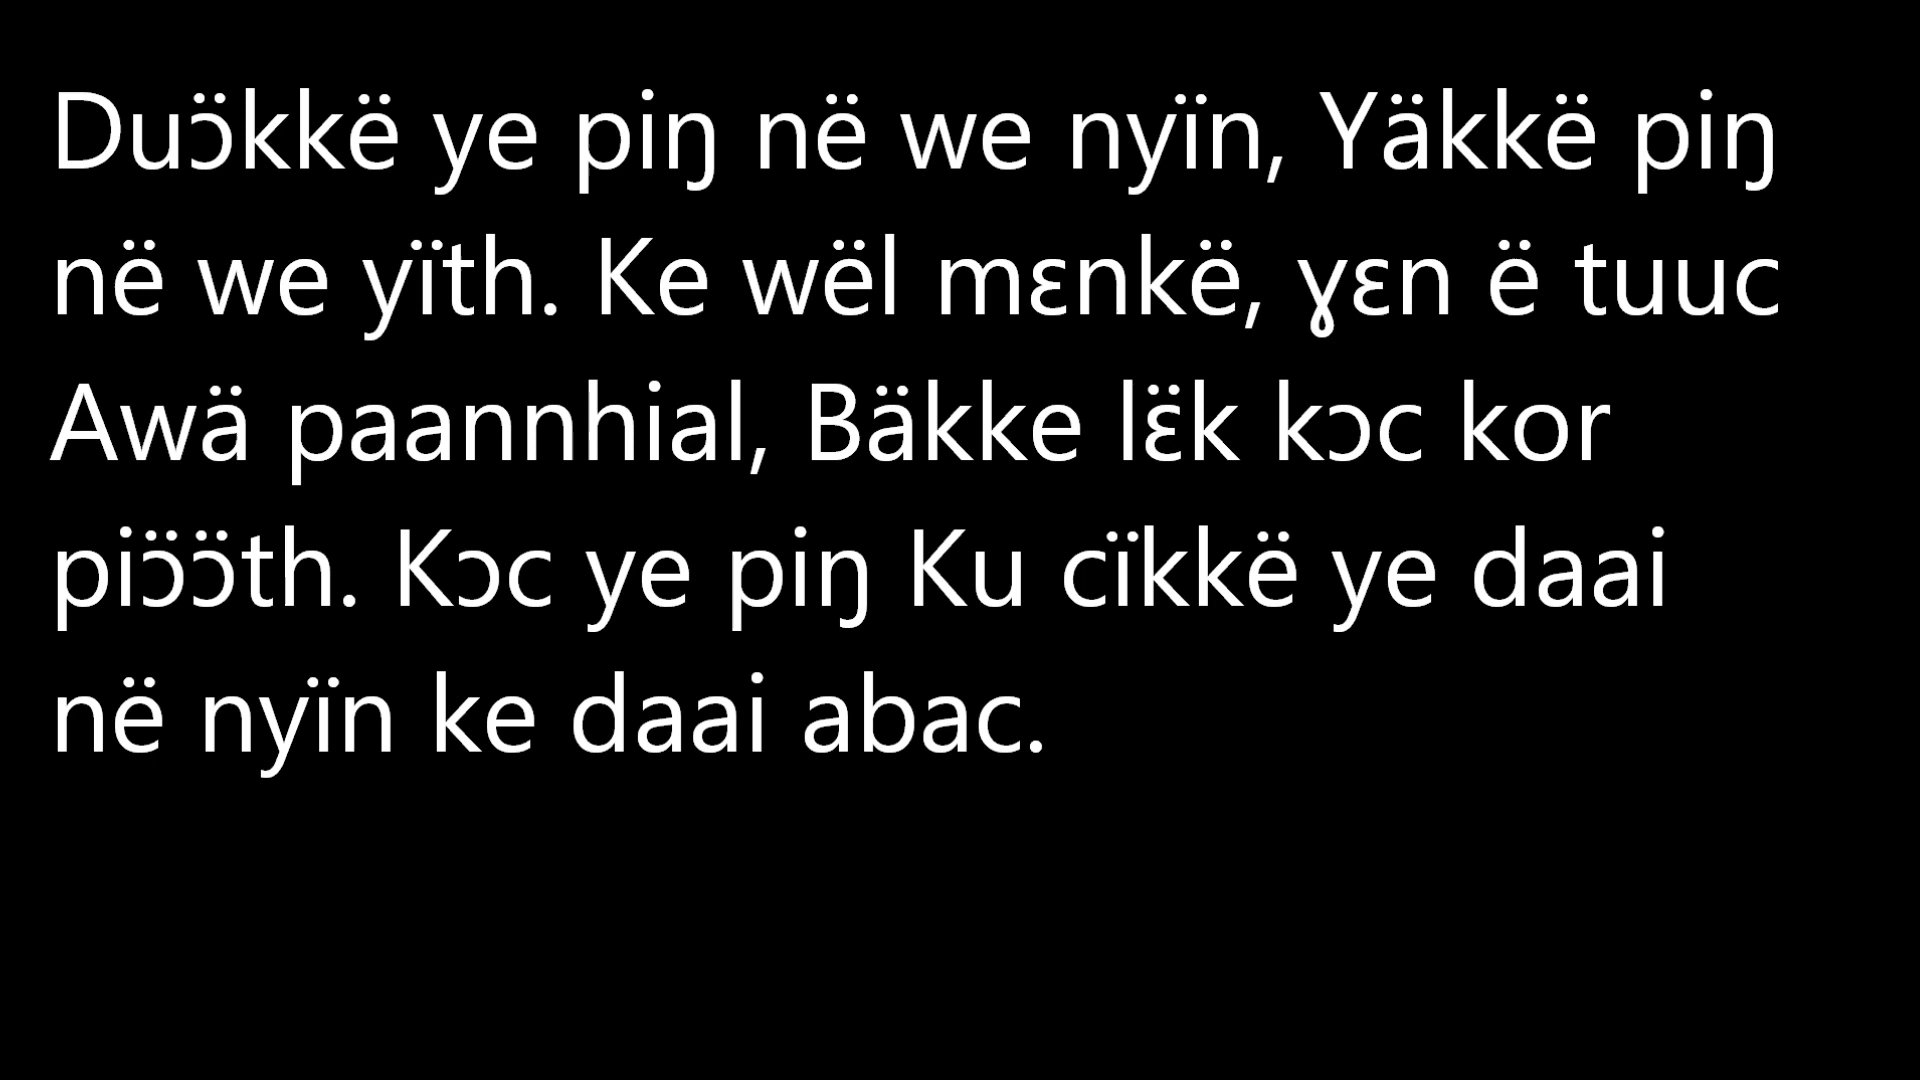 Duɔ̈kkë ye piŋ në we nyïn, Yäkkë piŋ
në we yïth. Ke wël mɛnkë, ɣɛn ë tuuc
Awä paannhial, Bäkke lɛ̈k kɔc kor
piɔ̈ɔ̈th. Kɔc ye piŋ Ku cïkkë ye daai
në nyïn ke daai abac.